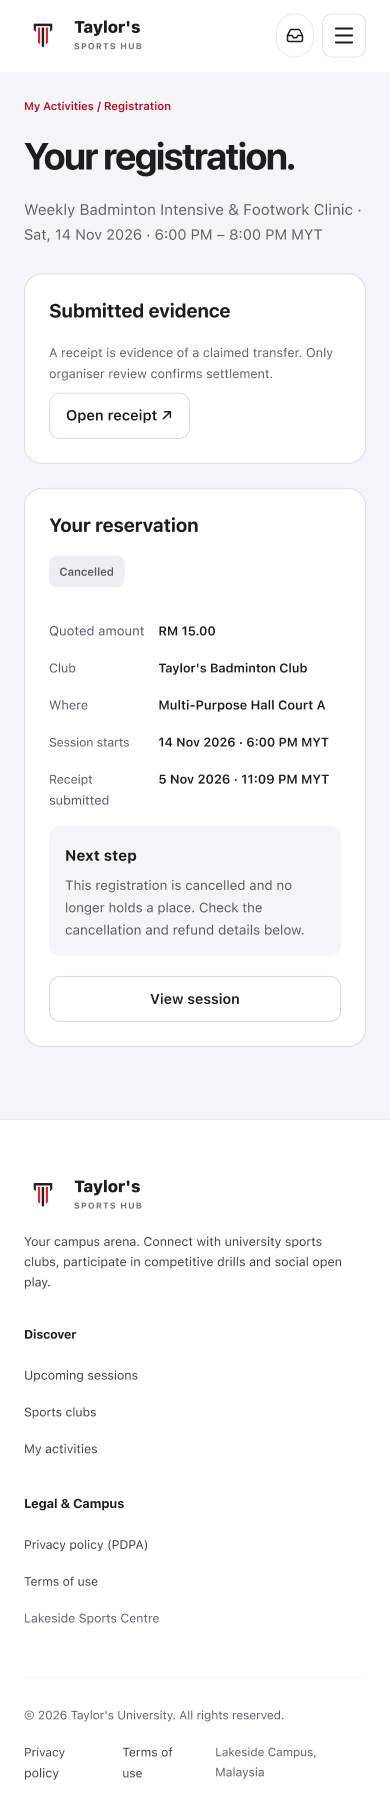 Taylor's
SPORTS HUB
My Activities / Registration
Your registration.
Weekly Badminton Intensive & Footwork Clinic ·
Sat, 14 Nov 2026 · 6:00 PM – 8:00 PM MYT
Submitted evidence
A receipt is evidence of a claimed transfer. Only
organiser review confirms settlement.
Open receipt ↗
Your reservation
Cancelled
Quoted amount RM 15.00
Club Taylor's Badminton Club
Where Multi-Purpose Hall Court A
Session starts 14 Nov 2026 · 6:00 PM MYT
Receipt 5 Nov 2026 · 11:09 PM MYT
submitted
Next step
This registration is cancelled and no
longer holds a place. Check the
cancellation and refund details below.
View session
Taylor's
SPORTS HUB
Your campus arena. Connect with university sports
clubs, participate in competitive drills and social open
play.
Discover
Upcoming sessions
Sports clubs
My activities
Legal & Campus
Privacy policy (PDPA)
Terms of use
Lakeside Sports Centre
© 2026 Taylor's University. All rights reserved.
Privacy Terms of Lakeside Campus,
policy use Malaysia